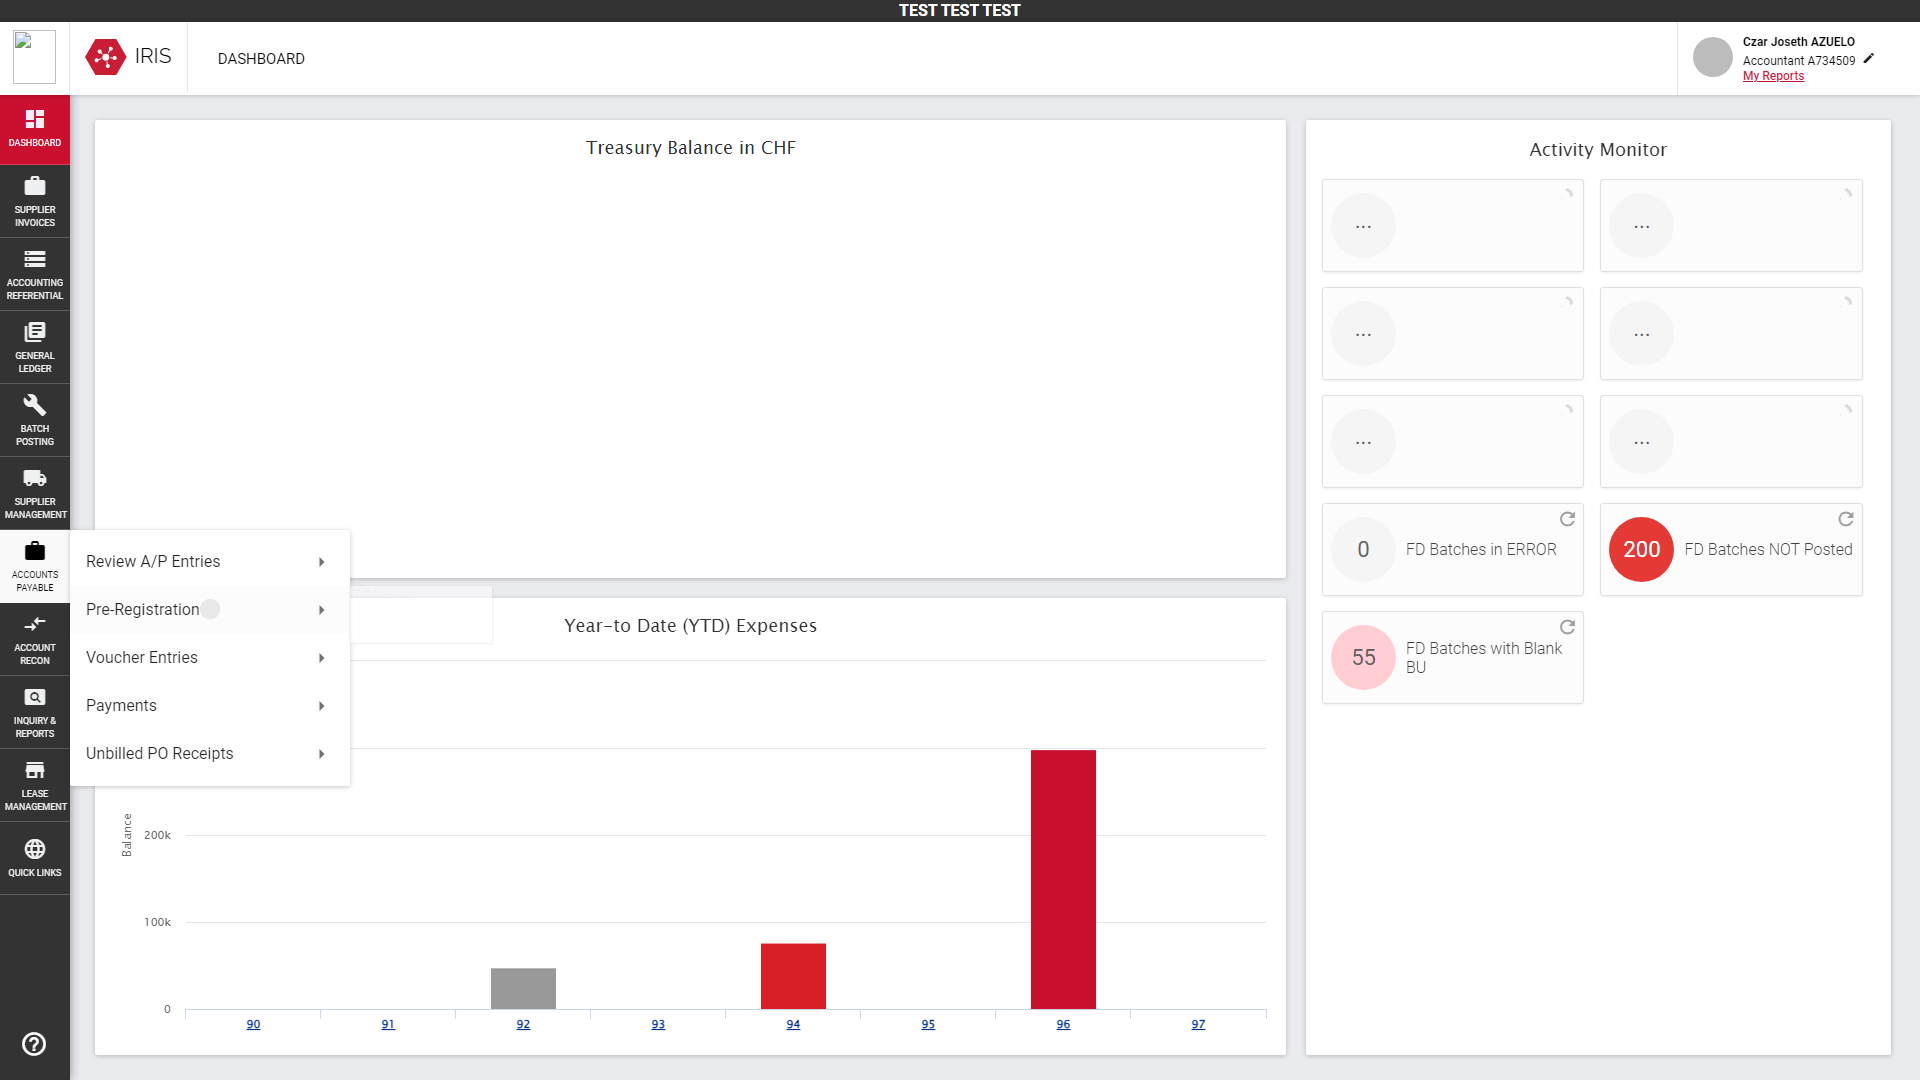 TEST TEST TEST
IRIS
DASHBOARD
Czar Joseth AZUELO
Accountant A734509
My Reports
DASHBOARD
SUPPLIER
INVOICES
ACCOUNTING
REFERENTIAL
GENERAL
LEDGER
BATCH
POSTING
SUPPLIER
MANAGEMENT
ACCOUNTS
PAYABLE
ACCOUNT
RECON
INQUIRY &
REPORTS
LEASE
MANAGEMENT
QUICK LINKS
Review A/P Entries
Pre-Registration
Voucher Entries
Payments
Unbilled PO Receipts
Treasury Balance in CHF
Year-to Date (YTD) Expenses
Balance
200k
100k
0
90 91 92 93 94 95 96 97
Activity Monitor
... ...
... ...
... ...
0 FD Batches in ERROR
200 FD Batches NOT Posted
55 FD Batches with Blank
BU